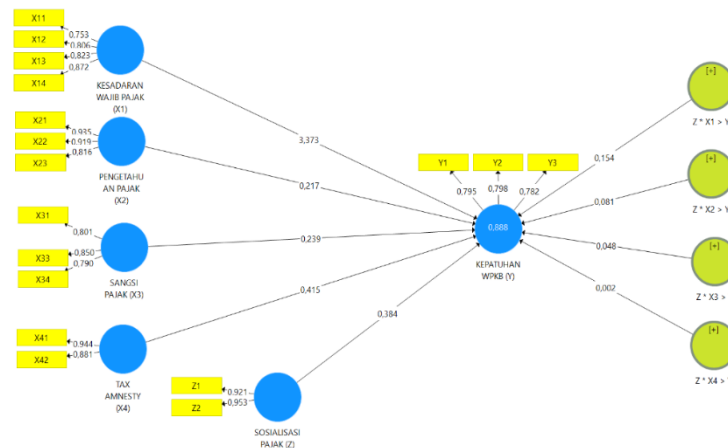 X11
X12
X13
X14
0.753
0.806
0.823
0.872
KESADARAN
WAJIB PAJAK
(X1)
X21
X22
X23
0.935
0.919
0.816
PENGETAHU
AN PAJAK
(X2)
X31
X33
X34
0.801
0.850
0.790
SANGSI
PAJAK (X3)
X41
X42
0.944
0.881
TAX
AMNESTY
(X4)
Z1
Z2
0.921
0.953
SOSIALISASI
PAJAK (Z)
3,373
0,217
0,239
0,415
0,384
Y1
Y2
Y3
0,795
0,798
0,782
0,888
KEPATUHAN
WPKB (Y)
0,154
0,081
0,048
0,002
[+]
Z * X1 > Y
[+]
Z * X2 > Y
[+]
Z * X3 >
[+]
Z * X4 >